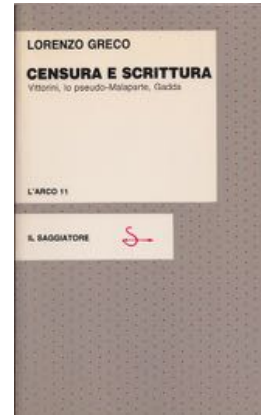 LORENZO GRECO
CENSURA E SCRITTURA
Vittorini, lo pseudo-Malaparte, Gadda
L'ARCO 11
IL SAGGIATORE